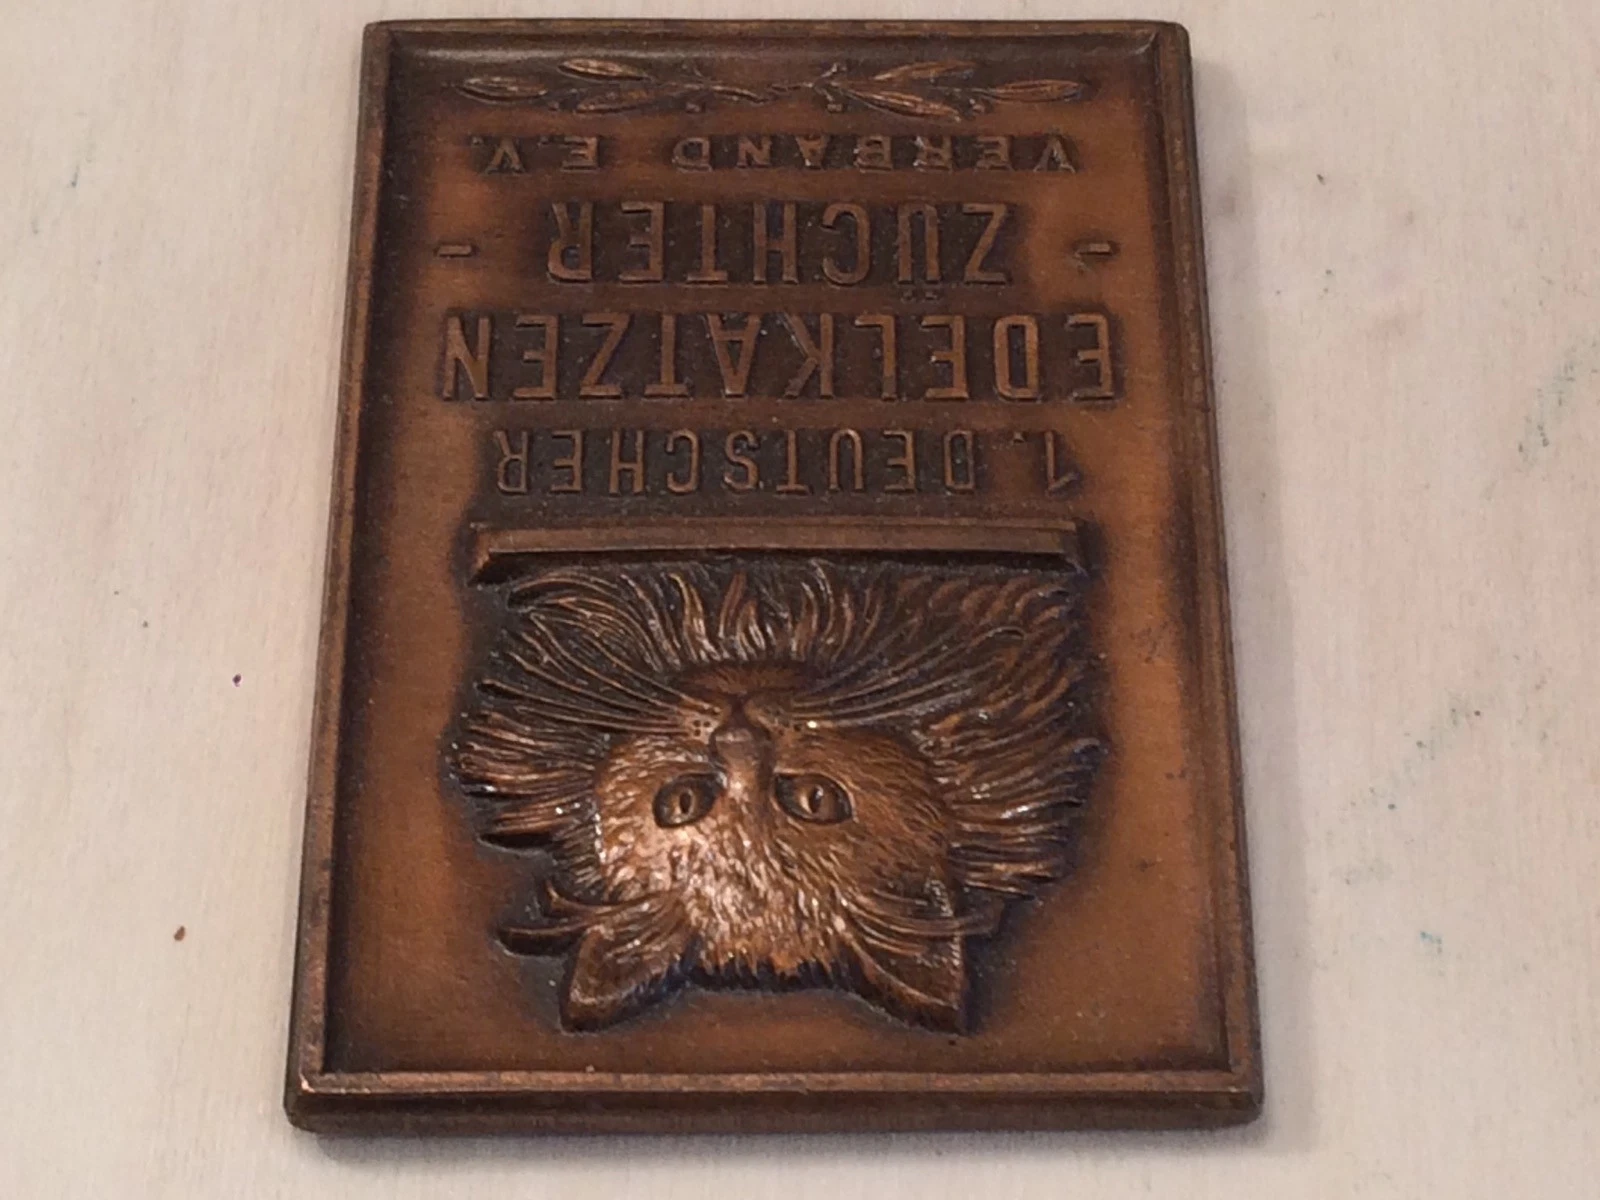 1. DEUTSCHER
EDELKATZEN
- ZÜCHTER -
VERBAND E.V.